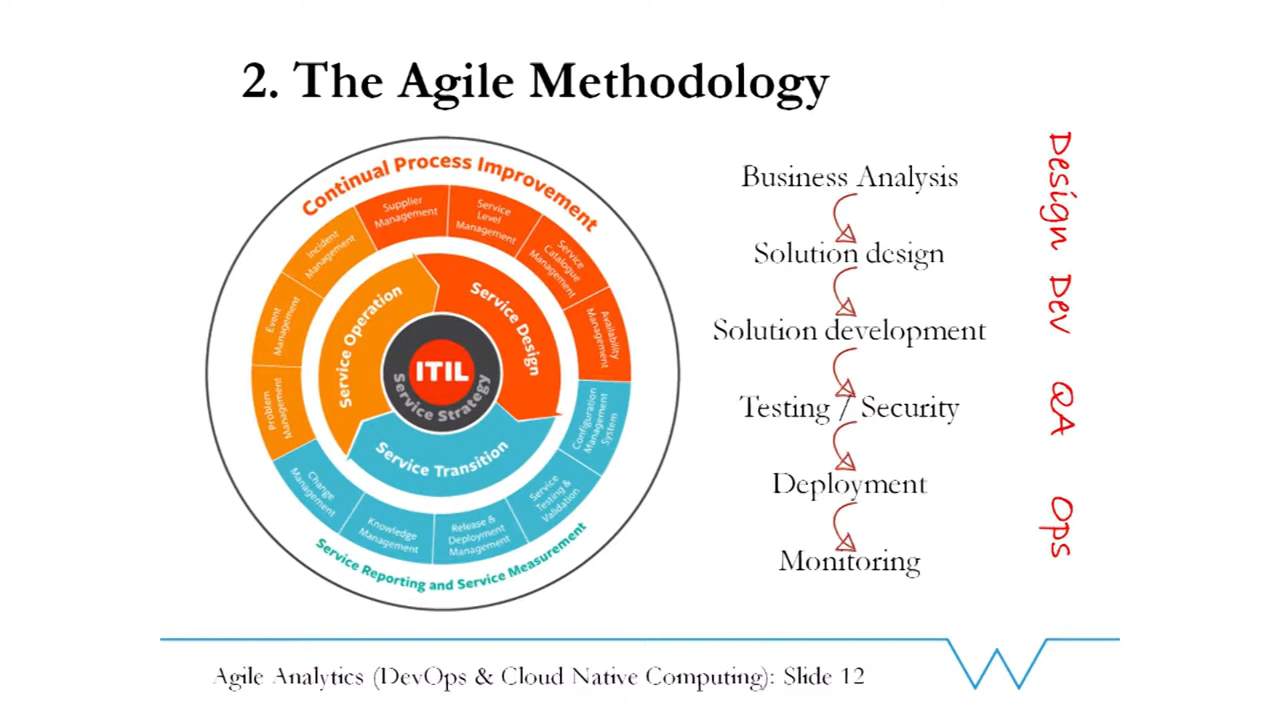 2. The Agile Methodology
Continual Process Improvement
Supplier
Management
Service
Level
Management
Service
Catalogue
Management
Availability
Management
Configuration
Management
System
Service
Testing &
Validation
Release &
Deployment
Management
Knowledge
Management
Change
Management
Problem
Management
Event
Management
Incident
Management
Service Operation
Service Design
Service Transition
ITIL
Service Strategy
Service Reporting and Service Measurement
Business Analysis
Solution design
Solution development
Testing / Security
Deployment
Monitoring
Design
Dev
QA
Ops
Agile Analytics (DevOps & Cloud Native Computing): Slide 12